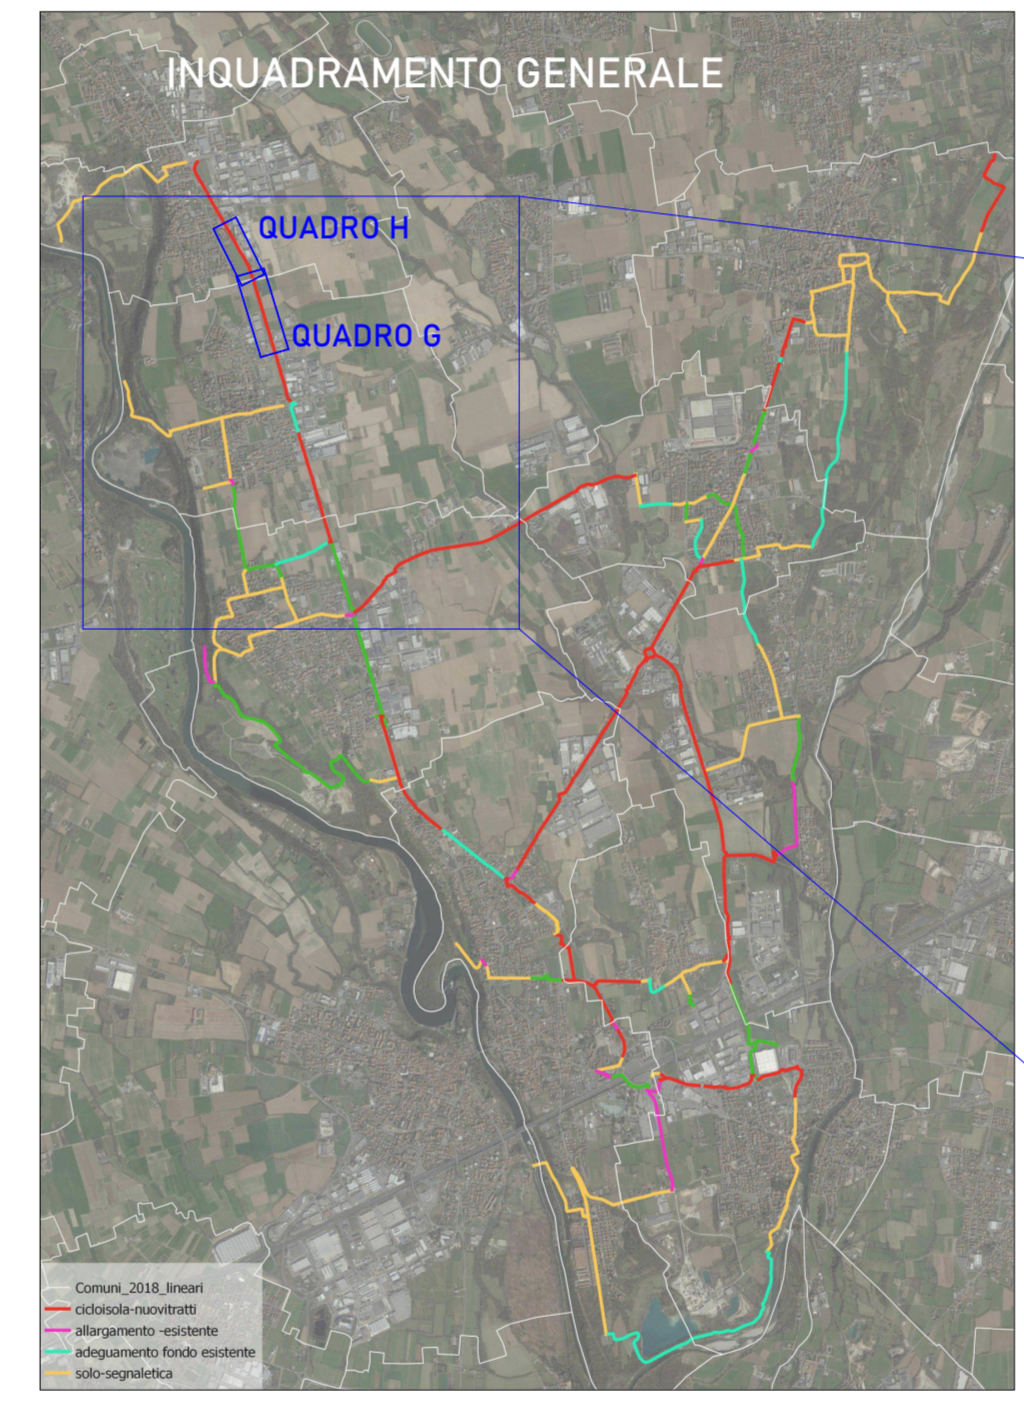 INQUADRAMENTO GENERALE
QUADRO H
QUADRO G
Comuni_2018_lineari
cicloisola-nuovitratti
allargamento -esistente
adeguamento fondo esistente
solo-segnaletica